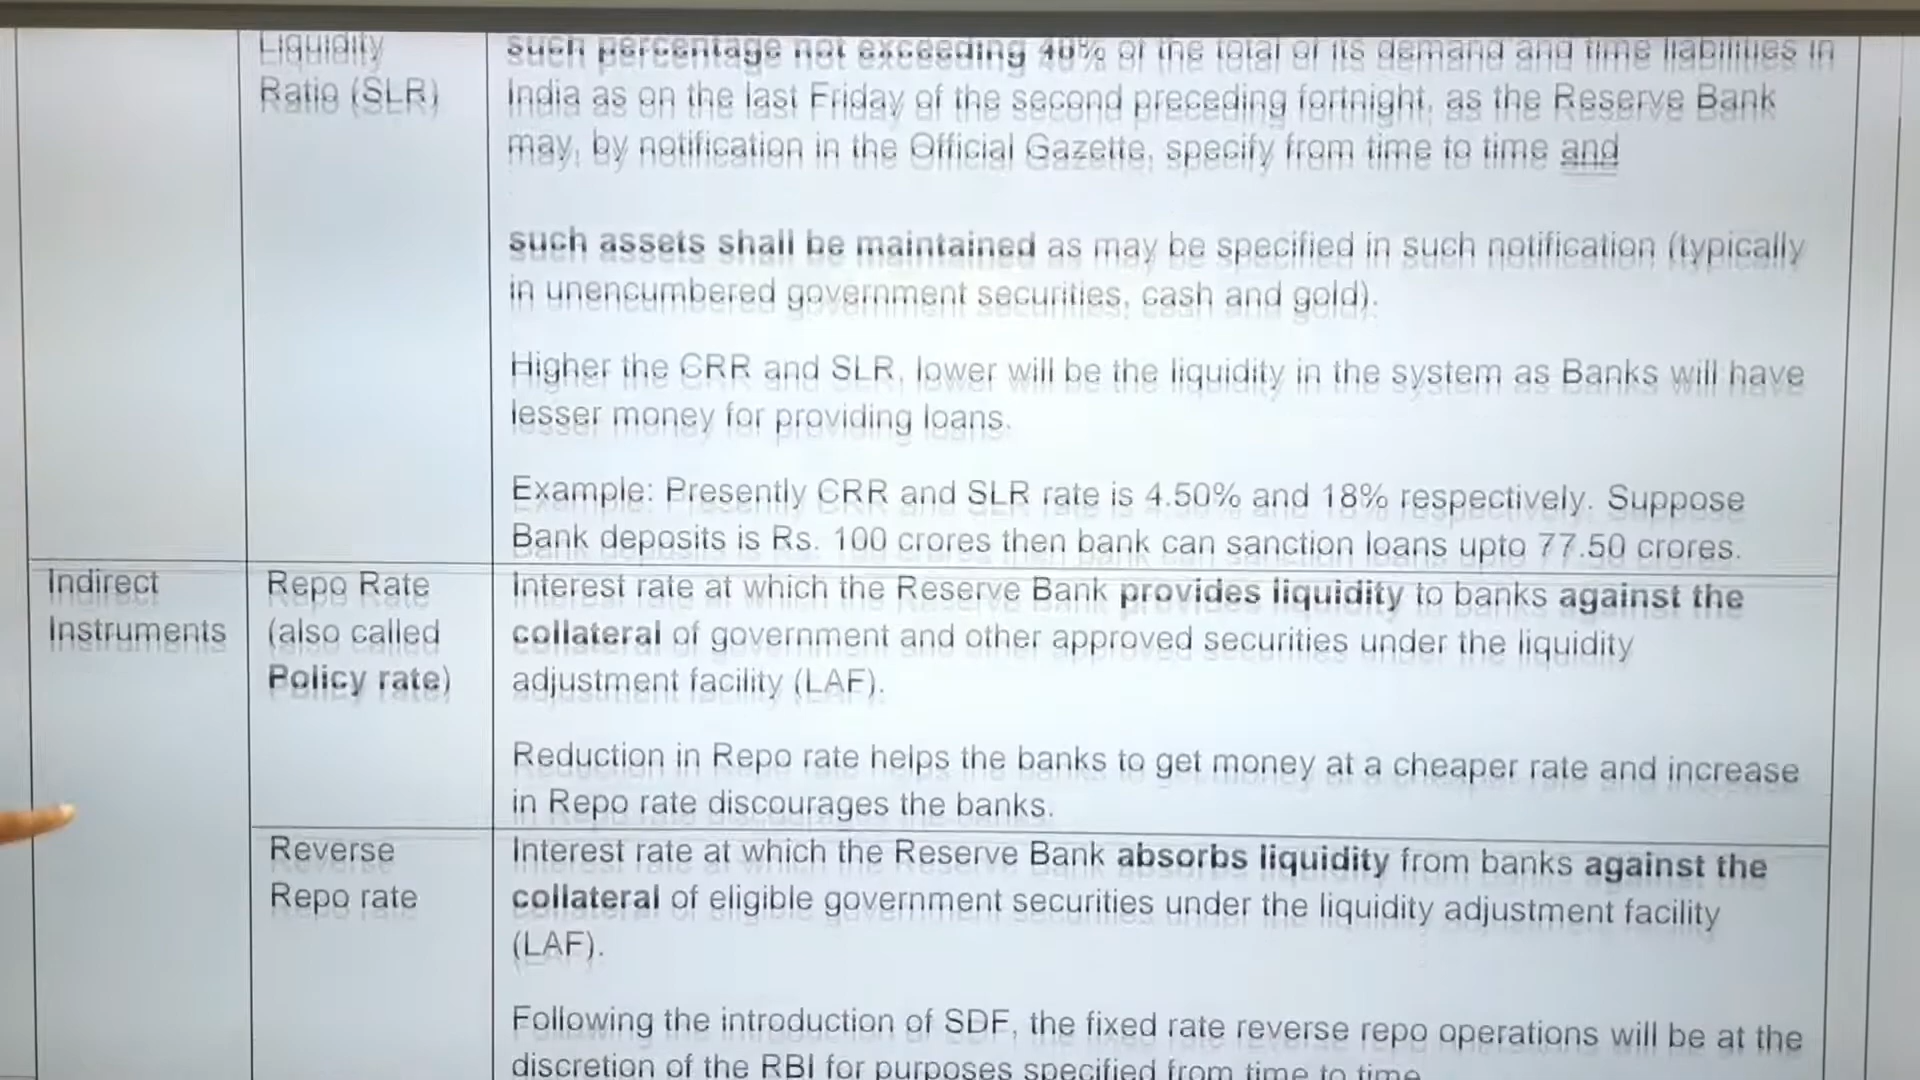 Liquidity
Ratio (SLR)
such percentage not exceeding 40% of the total of its demand and time liabilities in
India as on the last Friday of the second preceding fortnight, as the Reserve Bank
may, by notification in the Official Gazette, specify from time to time and
such assets shall be maintained as may be specified in such notification (typically
in unencumbered government securities, cash and gold).
Higher the CRR and SLR, lower will be the liquidity in the system as Banks will have
lesser money for providing loans.
Example: Presently CRR and SLR rate is 4.50% and 18% respectively. Suppose
Bank deposits is Rs. 100 crores then bank can sanction loans upto 77.50 crores.
Indirect
Instruments
Repo Rate
(also called
Policy rate)
Interest rate at which the Reserve Bank provides liquidity to banks against the
collateral of government and other approved securities under the liquidity
adjustment facility (LAF).
Reduction in Repo rate helps the banks to get money at a cheaper rate and increase
in Repo rate discourages the banks.
Reverse
Repo rate
Interest rate at which the Reserve Bank absorbs liquidity from banks against the
collateral of eligible government securities under the liquidity adjustment facility
(LAF).
Following the introduction of SDF, the fixed rate reverse repo operations will be at the
discretion of the RBI for purposes specified from time to time.